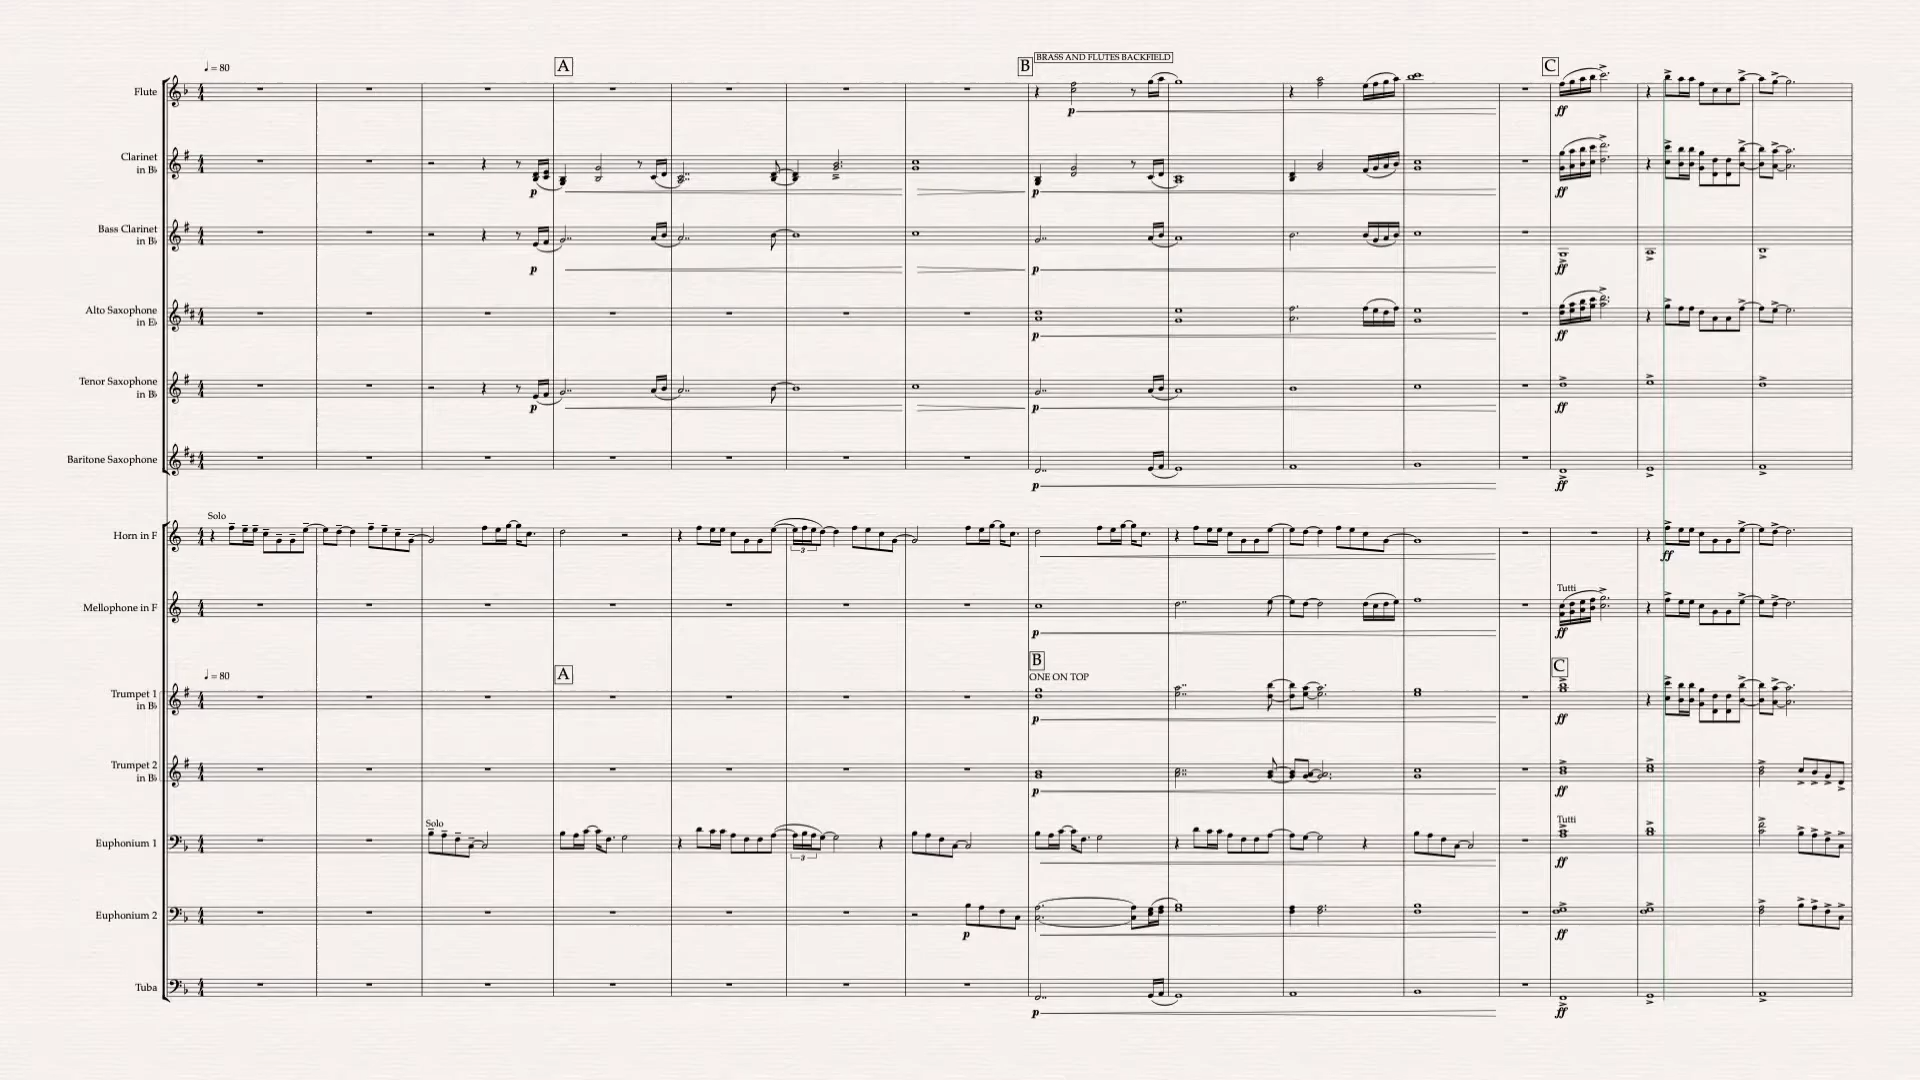 ♩ = 80
A
B
BRASS AND FLUTES BACKFIELD
C
Flute
p
ff
Clarinet
in B♭
p
p
ff
Bass Clarinet
in B♭
p
p
ff
Alto Saxophone
in E♭
p
ff
Tenor Saxophone
in B♭
p
p
ff
Baritone Saxophone
p
ff
Solo
Horn in F
3
ff
Tutti
Mellophone in F
p
ff
♩ = 80
A
B
ONE ON TOP
C
Trumpet 1
in B♭
p
ff
Trumpet 2
in B♭
p
ff
Solo
Tutti
Euphonium 1
3
ff
Euphonium 2
p
ff
Tuba
p
ff